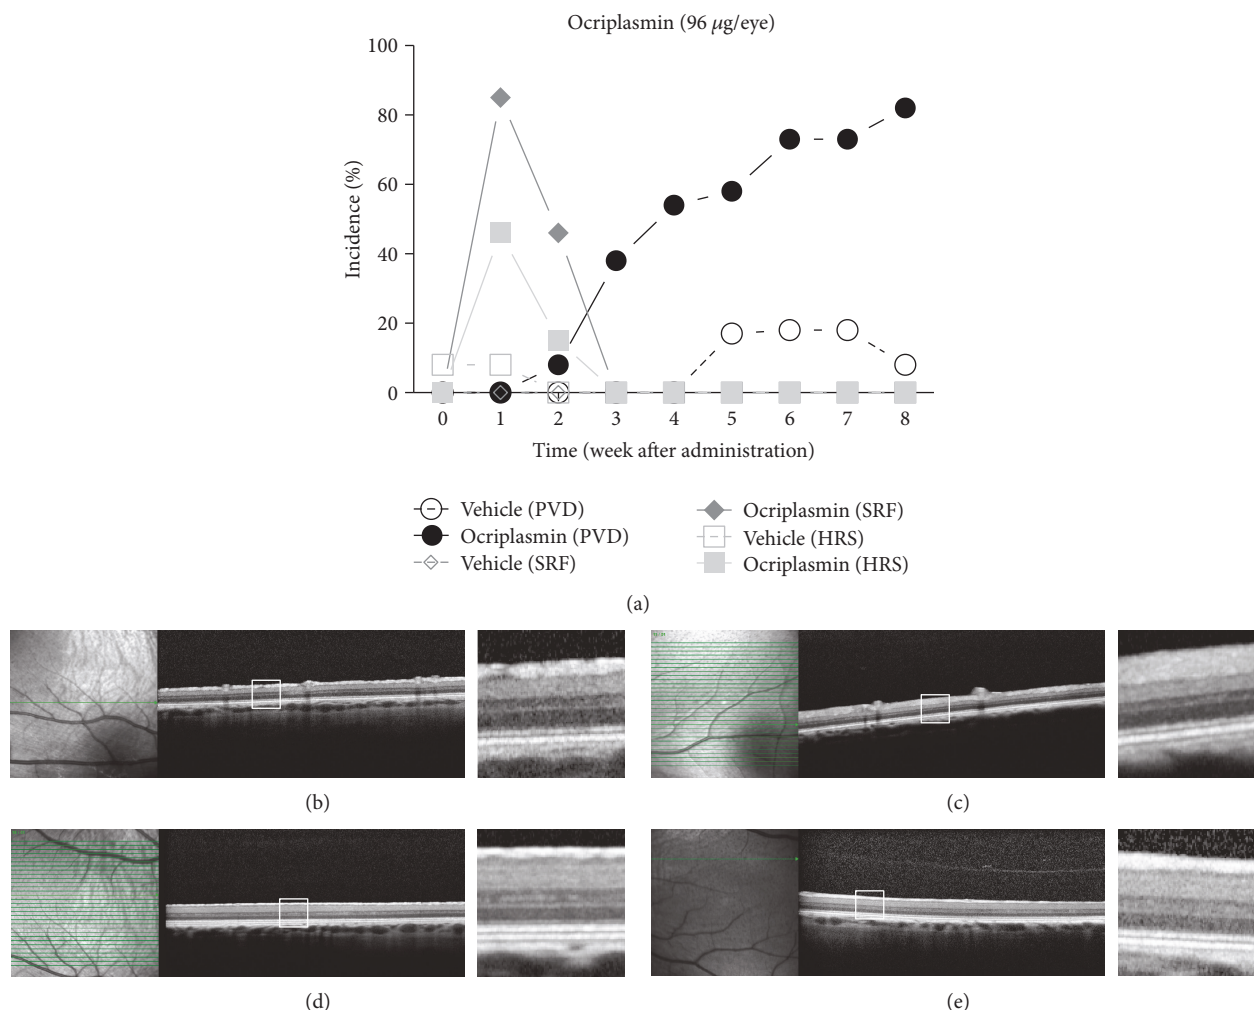 Ocriplasmin (96 μg/eye)
100
80
60
40
20
0
Incidence (%)
0 1 2 3 4 5 6 7 8
Time (week after administration)
Vehicle (PVD)
Ocriplasmin (PVD)
Vehicle (SRF)
Ocriplasmin (SRF)
Vehicle (HRS)
Ocriplasmin (HRS)
(a)
(b)
(c)
(d)
(e)